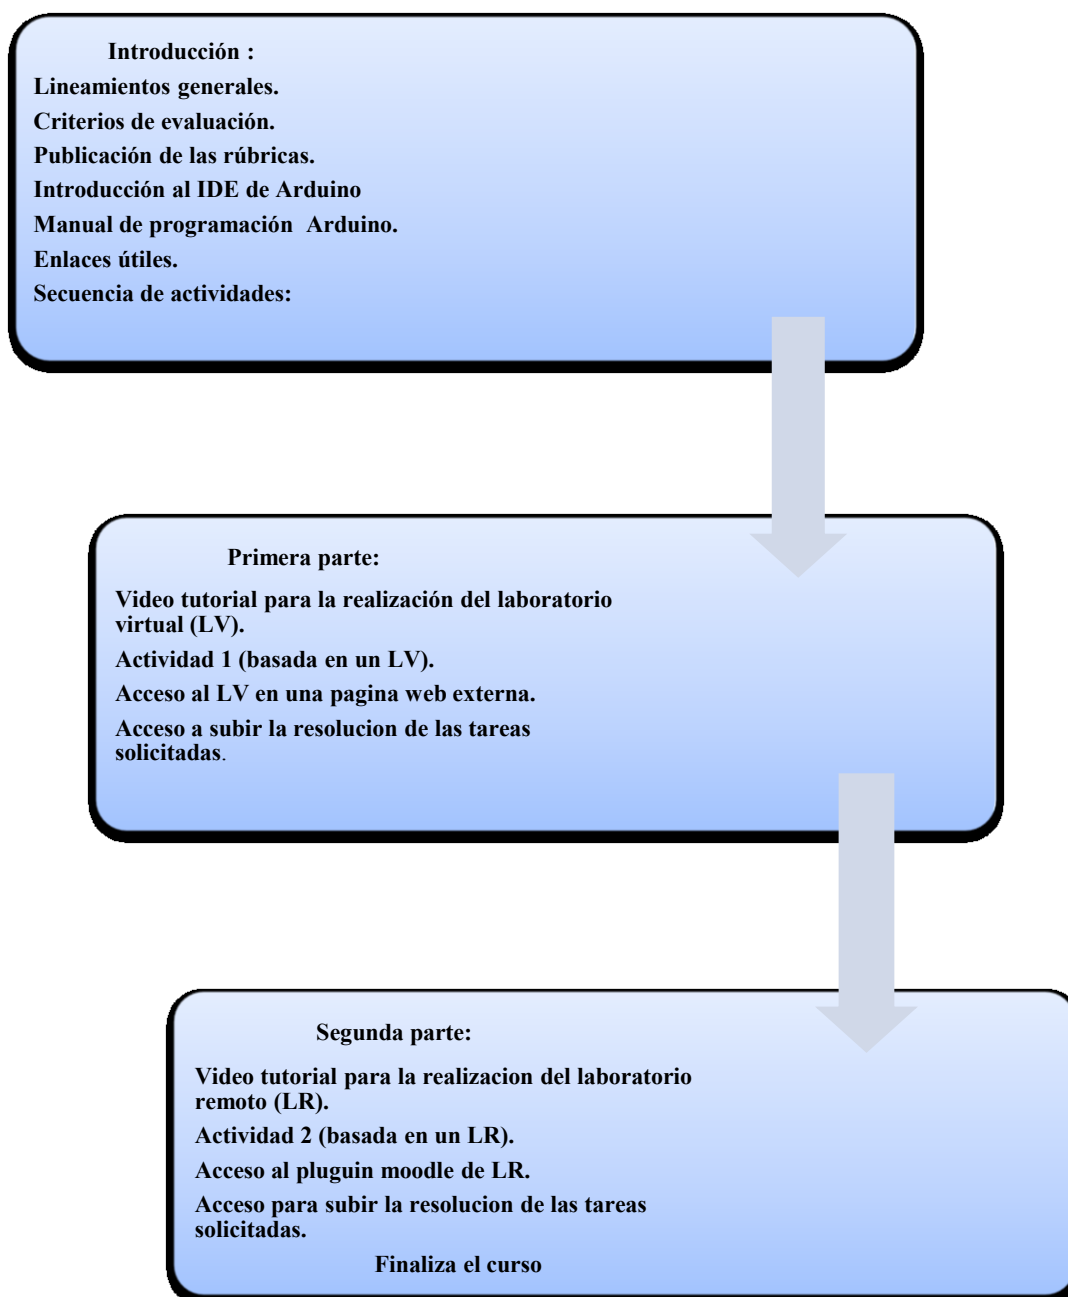 Introducción :
Lineamientos generales.
Criterios de evaluación.
Publicación de las rúbricas.
Introducción al IDE de Arduino
Manual de programación  Arduino.
Enlaces útiles.
Secuencia de actividades:
Primera parte:
Video tutorial para la realización del laboratorio
virtual (LV).
Actividad 1 (basada en un LV).
Acceso al LV en una pagina web externa.
Acceso a subir la resolucion de las tareas
solicitadas.
Segunda parte:
Video tutorial para la realizacion del laboratorio
remoto (LR).
Actividad 2 (basada en un LR).
Acceso al pluguin moodle de LR.
Acceso para subir la resolucion de las tareas
solicitadas.
Finaliza el curso